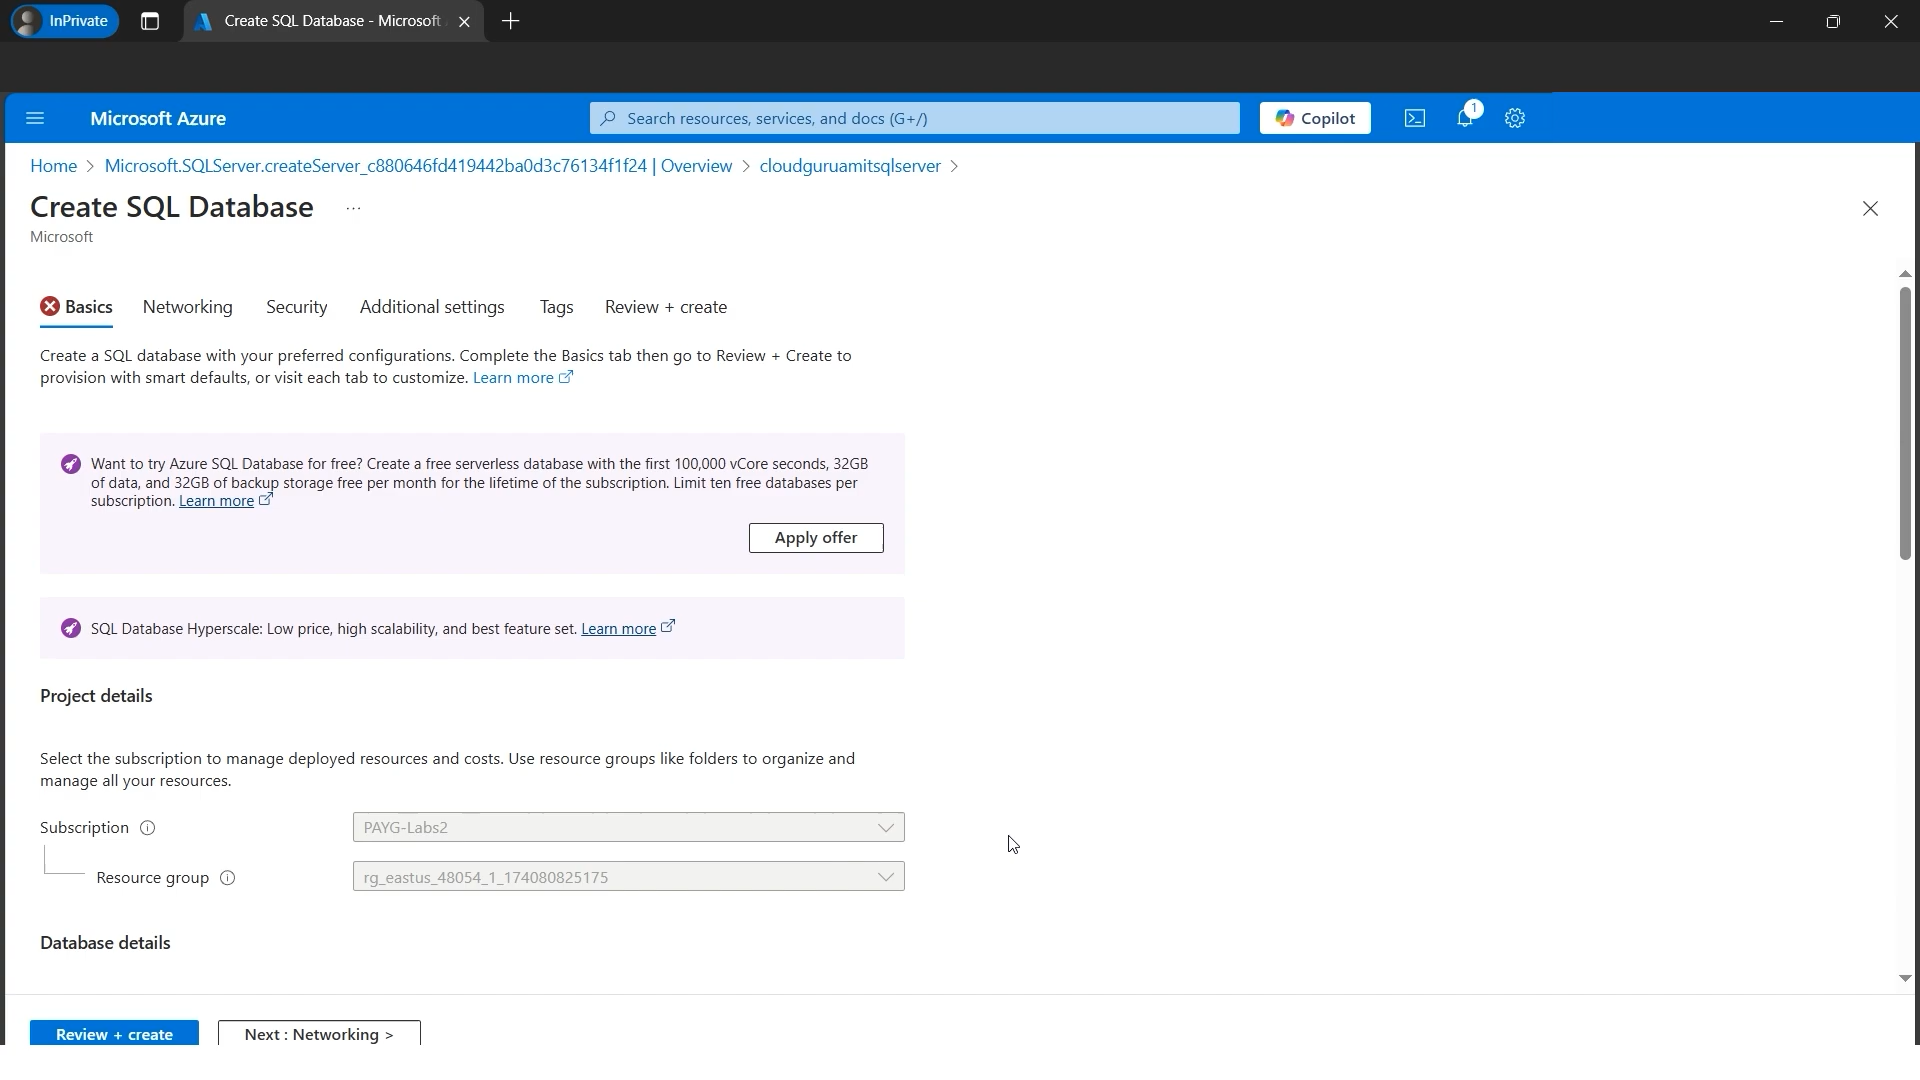 InPrivate
Create SQL Database - Microsoft
Microsoft Azure
Search resources, services, and docs (G+/)
Copilot
1
Home > Microsoft.SQLServer.createServer_c880646fd419442ba0d3c76134f1f24 | Overview > cloudguruamitsqlserver >
Create SQL Database ...
Microsoft
Basics Networking Security Additional settings Tags Review + create
Create a SQL database with your preferred configurations. Complete the Basics tab then go to Review + Create to
provision with smart defaults, or visit each tab to customize. Learn more
Want to try Azure SQL Database for free? Create a free serverless database with the first 100,000 vCore seconds, 32GB
of data, and 32GB of backup storage free per month for the lifetime of the subscription. Limit ten free databases per
subscription. Learn more
Apply offer
SQL Database Hyperscale: Low price, high scalability, and best feature set. Learn more
Project details
Select the subscription to manage deployed resources and costs. Use resource groups like folders to organize and
manage all your resources.
Subscription
PAYG-Labs2
Resource group
rg_eastus_48054_1_174080825175
Database details
Review + create
Next : Networking >